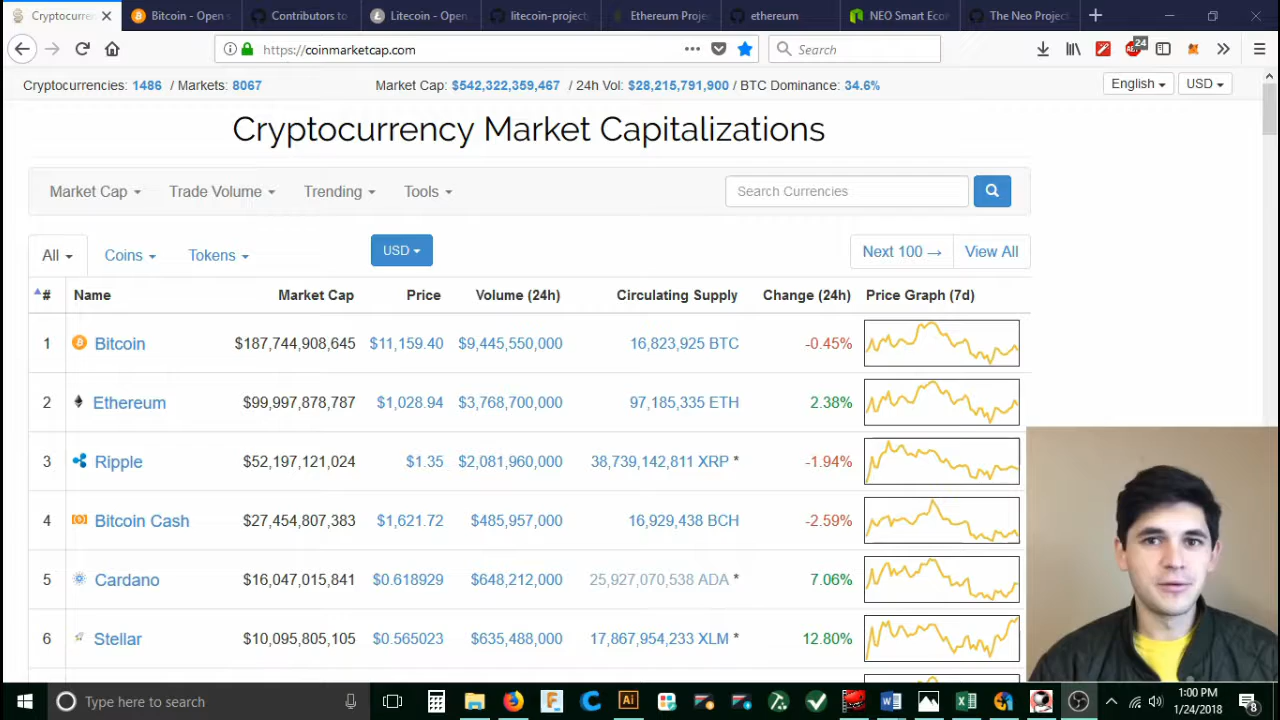 Cryptocurr
Bitcoin - Open s
Contributors to
Litecoin - Open
litecoin-project
Ethereum Proje
ethereum
NEO Smart Econ
The Neo Project
https://coinmarketcap.com
Search
24
Cryptocurrencies: 1486 / Markets: 8067
Market Cap: $542,322,359,467 / 24h Vol: $28,215,791,900 / BTC Dominance: 34.6%
English
USD
Cryptocurrency Market Capitalizations
Market Cap
Trade Volume
Trending
Tools
Search Currencies
All
Coins
Tokens
USD
Next 100 →
View All
# Name Market Cap Price Volume (24h) Circulating Supply Change (24h) Price Graph (7d)
1 Bitcoin $187,744,908,645 $11,159.40 $9,445,550,000 16,823,925 BTC -0.45%
2 Ethereum $99,997,878,787 $1,028.94 $3,768,700,000 97,185,335 ETH 2.38%
3 Ripple $52,197,121,024 $1.35 $2,081,960,000 38,739,142,811 XRP * -1.94%
4 Bitcoin Cash $27,454,807,383 $1,621.72 $485,957,000 16,929,438 BCH -2.59%
5 Cardano $16,047,015,841 $0.618929 $648,212,000 25,927,070,538 ADA * 7.06%
6 Stellar $10,095,805,105 $0.565023 $635,488,000 17,867,954,233 XLM * 12.80%
Type here to search
Ai
1:00 PM
1/24/2018
8